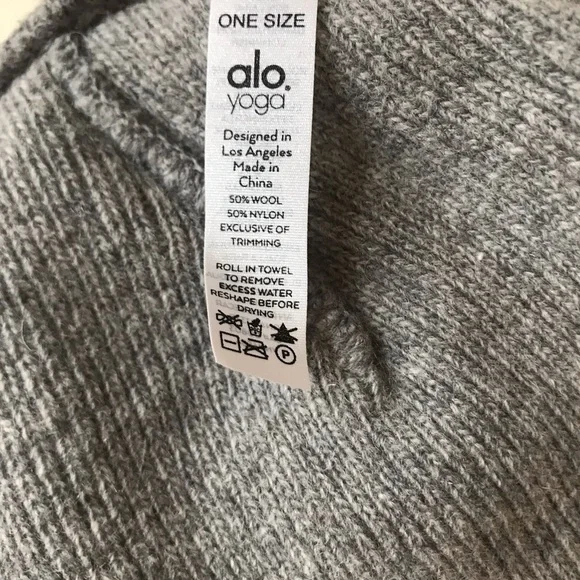 ONE SIZE
alo.
yoga
Designed in
Los Angeles
Made in
China
50% WOOL
50% NYLON
EXCLUSIVE OF
TRIMMING
ROLL IN TOWEL
TO REMOVE
EXCESS WATER
RESHAPE BEFORE
DRYING
P